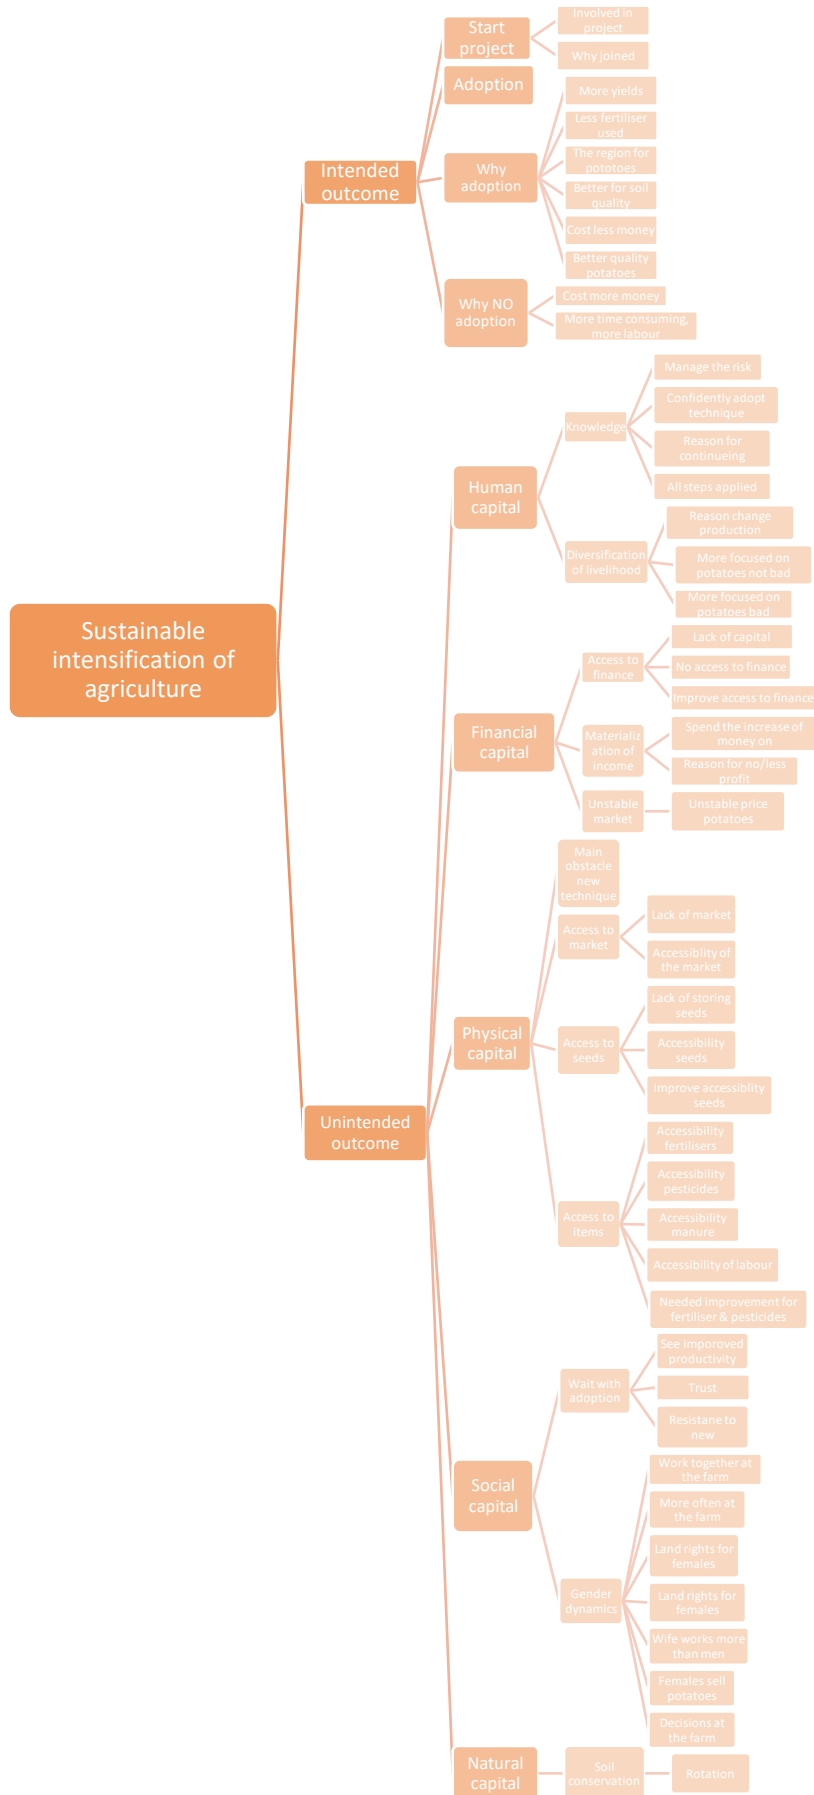 Sustainable
intensification of
agriculture
Intended
outcome
Start
project
Involved in
project
Why joined
Adoption
Why
adoption
More yields
Less fertiliser
used
The region for
pototoes
Better for soil
quality
Cost less money
Better quality
potatoes
Why NO
adoption
Cost more money
More time consuming,
more labour
Unintended
outcome
Human
capital
Knowledge
Manage the risk
Confidently adopt
technique
Reason for
continueing
All steps applied
Diversification
of livelihood
Reason change
production
More focused on
potatoes not bad
More focused on
potatoes bad
Financial
capital
Access to
finance
Lack of capital
No access to finance
Improve access to finance
Materializ
ation of
income
Spend the increase of
money on
Reason for no/less
profit
Unstable
market
Unstable price
potatoes
Physical
capital
Main
obstacle
new
technique
Access to
market
Lack of market
Accessiblity of
the market
Access to
seeds
Lack of storing
seeds
Accessibility
seeds
Improve accessiblity
seeds
Access to
items
Accessibility
fertilisers
Accessibility
pesticides
Accessibility
manure
Accessibility of labour
Needed improvement for
fertiliser & pesticides
Social
capital
Wait with
adoption
See imporoved
productivity
Trust
Resistane to
new
Gender
dynamics
Work together at
the farm
More often at
the farm
Land rights for
females
Land rights for
females
Wife works more
than men
Females sell
potatoes
Decisions at
the farm
Natural
capital
Soil
conservation
Rotation